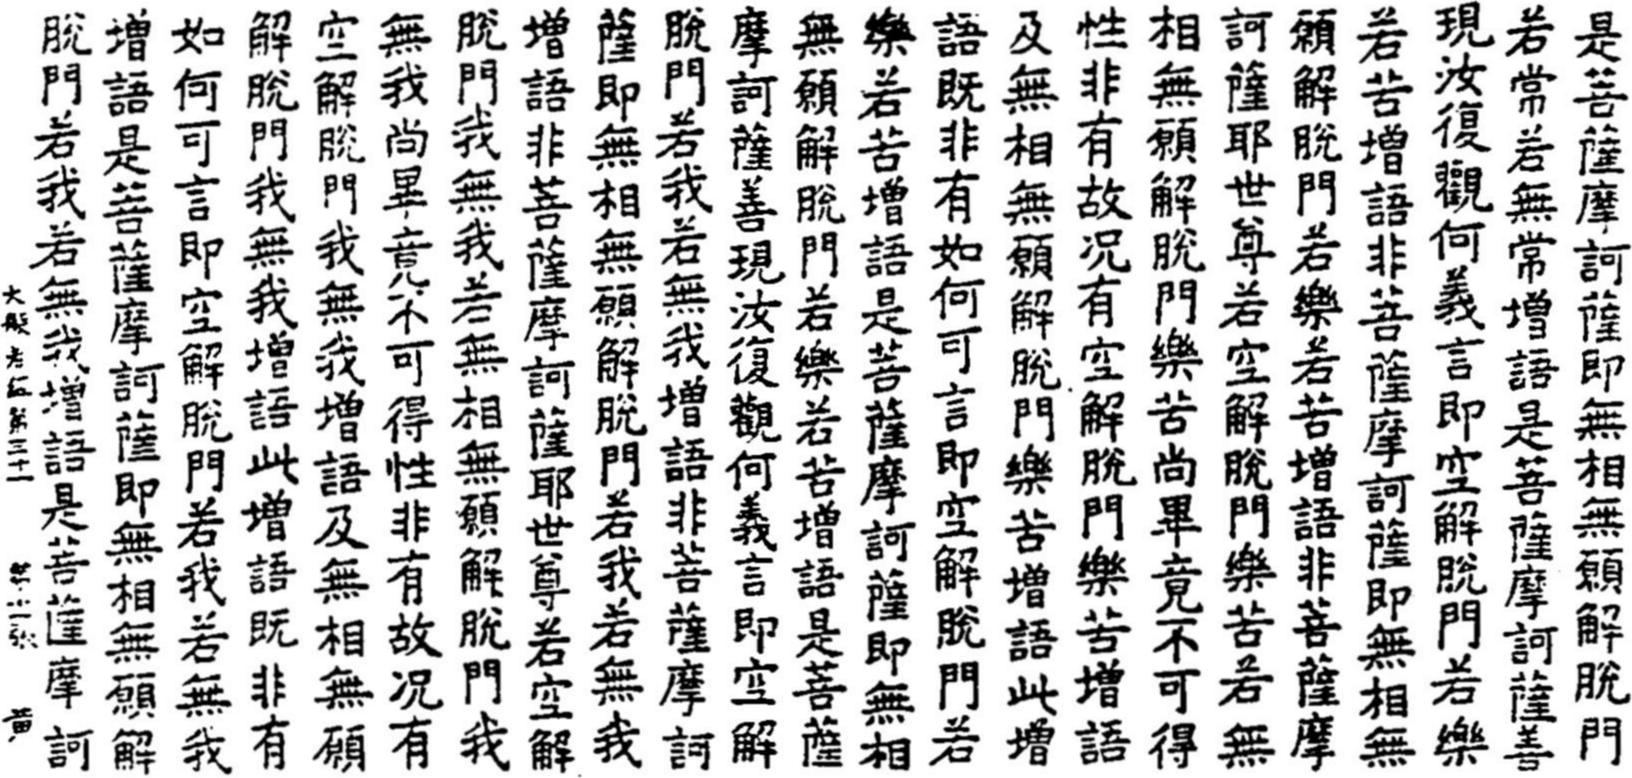 是菩薩摩訶薩即無相無願解脫門
若常若無常增語是菩薩摩訶薩善
現汝復觀何義言即空解脫門若樂
若苦增語非菩薩摩訶薩即無相無
願解脫門若樂若苦增語非菩薩摩
訶薩耶世尊若空解脫門樂苦若無
相無願解脫門樂苦尚畢竟不可得
性非有故况有空解脫門樂苦增語
及無相無願解脫門樂苦增語此增
語既非有如何可言即空解脫門若
樂若苦增語是菩薩摩訶薩即無相
無願解脫門若樂若苦增語是菩薩
摩訶薩善現汝復觀何義言即空解
脫門若我若無我增語非菩薩摩訶
薩即無相無願解脫門若我若無我
增語非菩薩摩訶薩耶世尊若空解
脫門我無我若無相無願解脫門我
無我尚畢竟不可得性非有故况有
空解脫門我無我增語及無相無願
解脫門我無我增語此增語既非有
如何可言即空解脫門若我若無我
增語是菩薩摩訶薩即無相無願解
脫門若我若無我增語是菩薩摩訶
大般若經第三十一 張 黃